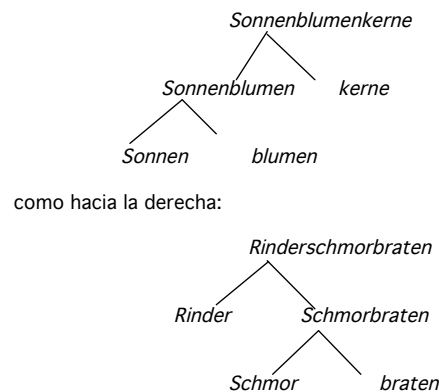 Sonnenblumenkerne
Sonnenblumen kerne
Sonnen blumen
como hacia la derecha:
Rinderschmorbraten
Rinder Schmorbraten
Schmor braten